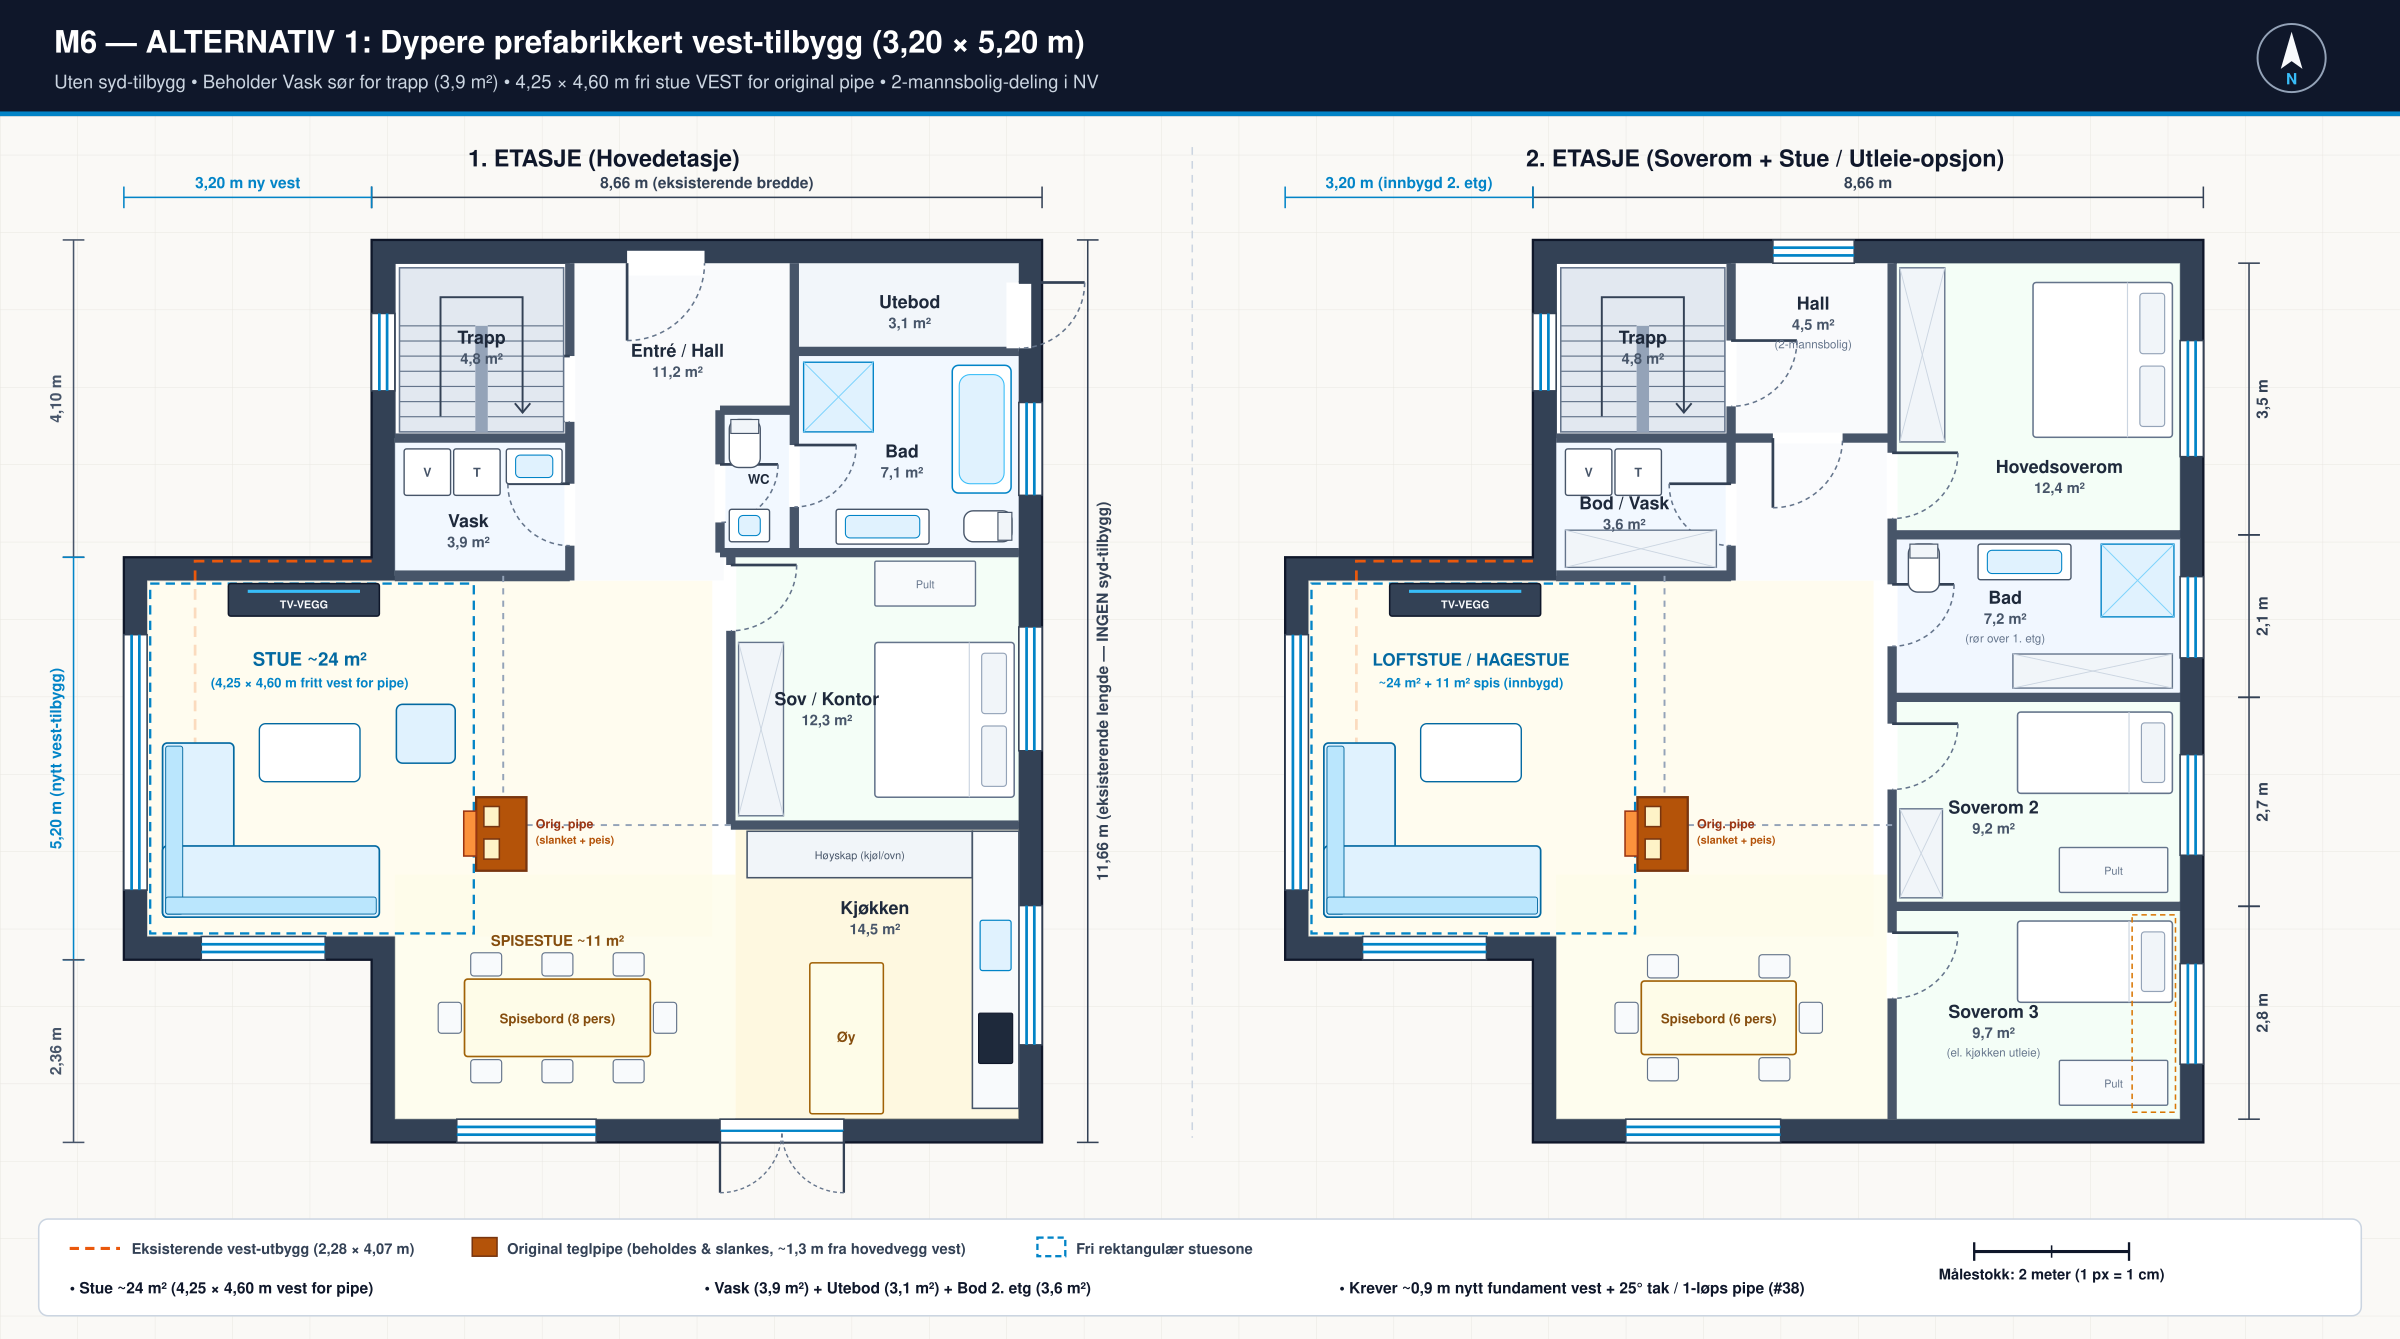 M6 — ALTERNATIV 1: Dypere prefabrikkert vest-tilbygg (3,20 × 5,20 m)
Uten syd-tilbygg • Beholder Vask sør for trapp (3,9 m²) • 4,25 × 4,60 m fri stue VEST for original pipe • 2-mannsbolig-deling i NV
N
1. ETASJE (Hovedetasje)
3,20 m ny vest
8,66 m (eksisterende bredde)
4,10 m
5,20 m (nytt vest-tilbygg)
2,36 m
11,66 m (eksisterende lengde — INGEN syd-tilbygg)
Trapp
4,8 m²
Entré / Hall
11,2 m²
Utebod
3,1 m²
Bad
7,1 m²
WC
V
T
Vask
3,9 m²
TV-VEGG
STUE ~24 m²
(4,25 × 4,60 m fritt vest for pipe)
Pult
Sov / Kontor
12,3 m²
Orig. pipe
(slanket + peis)
Høyskap (kjøl/ovn)
Kjøkken
14,5 m²
SPISESTUE ~11 m²
Spisebord (8 pers)
Øy
2. ETASJE (Soverom + Stue / Utleie-opsjon)
3,20 m (innbygd 2. etg)
8,66 m
3,5 m
2,1 m
2,7 m
2,8 m
Trapp
4,8 m²
Hall
4,5 m²
(2-mannsbolig)
Hovedsoverom
12,4 m²
V
T
Bod / Vask
3,6 m²
Bad
7,2 m²
(rør over 1. etg)
TV-VEGG
LOFTSTUE / HAGESTUE
~24 m² + 11 m² spis (innbygd)
Orig. pipe
(slanket + peis)
Soverom 2
9,2 m²
Pult
Soverom 3
9,7 m²
(el. kjøkken utleie)
Pult
Spisebord (6 pers)
Eksisterende vest-utbygg (2,28 × 4,07 m)
Original teglpipe (beholdes & slankes, ~1,3 m fra hovedvegg vest)
Fri rektangulær stuesone
Målestokk: 2 meter (1 px = 1 cm)
• Stue ~24 m² (4,25 × 4,60 m vest for pipe)
• Vask (3,9 m²) + Utebod (3,1 m²) + Bod 2. etg (3,6 m²)
• Krever ~0,9 m nytt fundament vest + 25° tak / 1-løps pipe (#38)